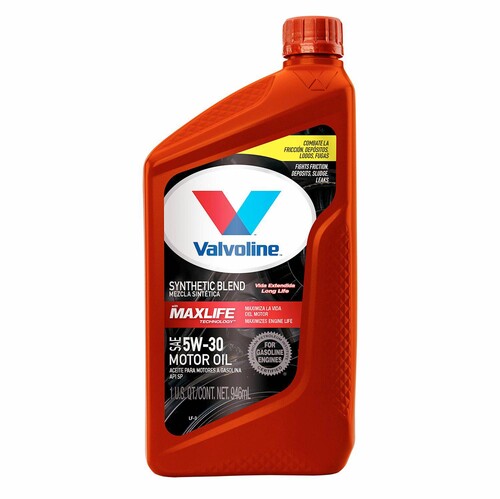 COMBATE LA
FRICCIÓN, DEPÓSITOS,
LODOS, FUGAS
FIGHTS FRICTION,
DEPOSITS, SLUDGE,
LEAKS
Valvoline
SYNTHETIC BLEND
MEZCLA SINTÉTICA
Vida Extendida
Long Life
MAXLIFE
TECHNOLOGY
MAXIMIZA LA VIDA
DEL MOTOR
MAXIMIZES ENGINE LIFE
SAE 5W-30
MOTOR OIL
ACEITE PARA MOTORES A GASOLINA
API SP
FOR
GASOLINE
ENGINES
1 U.S. QT/CONT. NET. 946mL